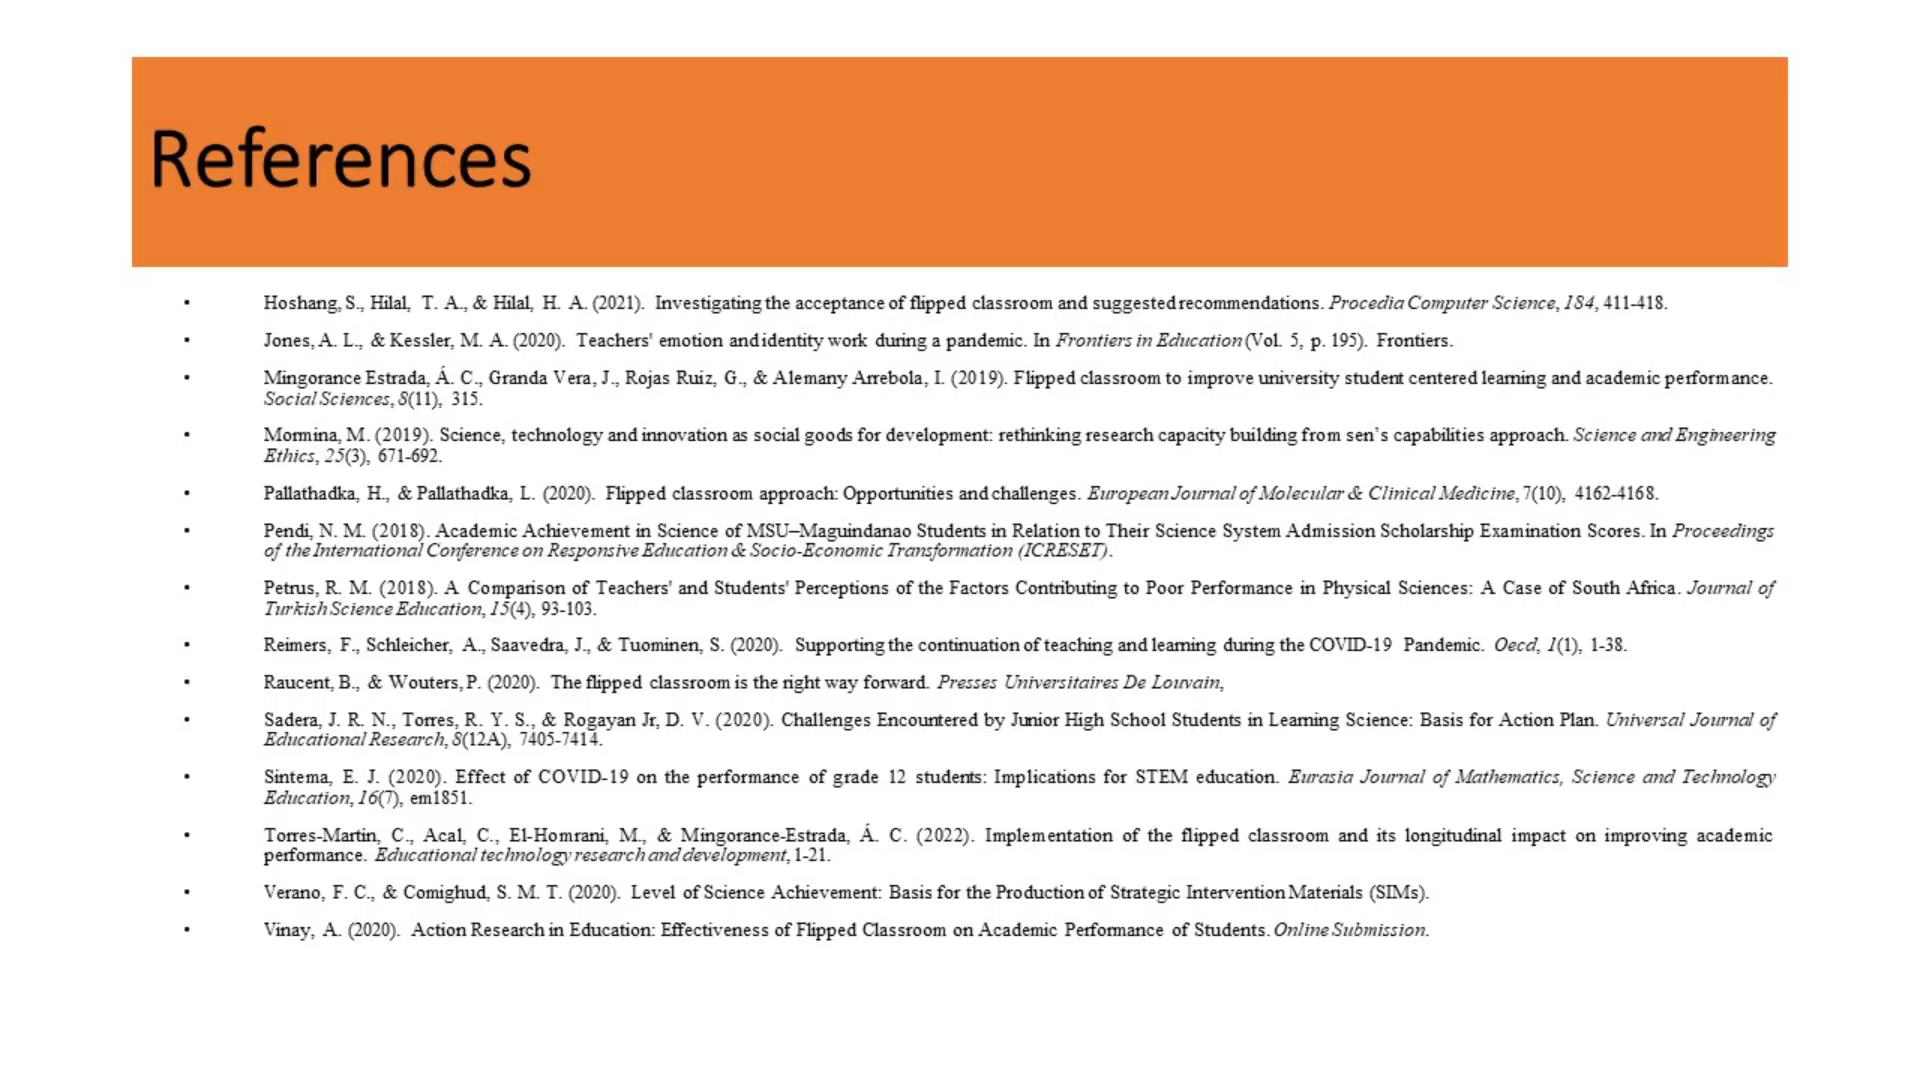 References
• Hoshang, S., Hilal, T. A., & Hilal, H. A. (2021). Investigating the acceptance of flipped classroom and suggested recommendations. Procedia Computer Science, 184, 411-418.
• Jones, A. L., & Kessler, M. A. (2020). Teachers' emotion and identity work during a pandemic. In Frontiers in Education (Vol. 5, p. 195). Frontiers.
• Mingorance Estrada, Á. C., Granda Vera, J., Rojas Ruiz, G., & Alemany Arrebola, I. (2019). Flipped classroom to improve university student centered learning and academic performance.
Social Sciences, 8(11), 315.
• Mormina, M. (2019). Science, technology and innovation as social goods for development: rethinking research capacity building from sen’s capabilities approach. Science and Engineering
Ethics, 25(3), 671-692.
• Pallathadka, H., & Pallathadka, L. (2020). Flipped classroom approach: Opportunities and challenges. European Journal of Molecular & Clinical Medicine, 7(10), 4162-4168.
• Pendi, N. M. (2018). Academic Achievement in Science of MSU–Maguindanao Students in Relation to Their Science System Admission Scholarship Examination Scores. In Proceedings
of the International Conference on Responsive Education & Socio-Economic Transformation (ICRESET).
• Petrus, R. M. (2018). A Comparison of Teachers' and Students' Perceptions of the Factors Contributing to Poor Performance in Physical Sciences: A Case of South Africa. Journal of
Turkish Science Education, 15(4), 93-103.
• Reimers, F., Schleicher, A., Saavedra, J., & Tuominen, S. (2020). Supporting the continuation of teaching and learning during the COVID-19 Pandemic. Oecd, 1(1), 1-38.
• Raucent, B., & Wouters, P. (2020). The flipped classroom is the right way forward. Presses Universitaires De Louvain,
• Sadera, J. R. N., Torres, R. Y. S., & Rogayan Jr, D. V. (2020). Challenges Encountered by Junior High School Students in Learning Science: Basis for Action Plan. Universal Journal of
Educational Research, 8(12A), 7405-7414.
• Sintema, E. J. (2020). Effect of COVID-19 on the performance of grade 12 students: Implications for STEM education. Eurasia Journal of Mathematics, Science and Technology
Education, 16(7), em1851.
• Torres-Martin, C., Acal, C., El-Homrani, M., & Mingorance-Estrada, Á. C. (2022). Implementation of the flipped classroom and its longitudinal impact on improving academic
performance. Educational technology research and development, 1-21.
• Verano, F. C., & Comighud, S. M. T. (2020). Level of Science Achievement: Basis for the Production of Strategic Intervention Materials (SIMs).
• Vinay, A. (2020). Action Research in Education: Effectiveness of Flipped Classroom on Academic Performance of Students. Online Submission.